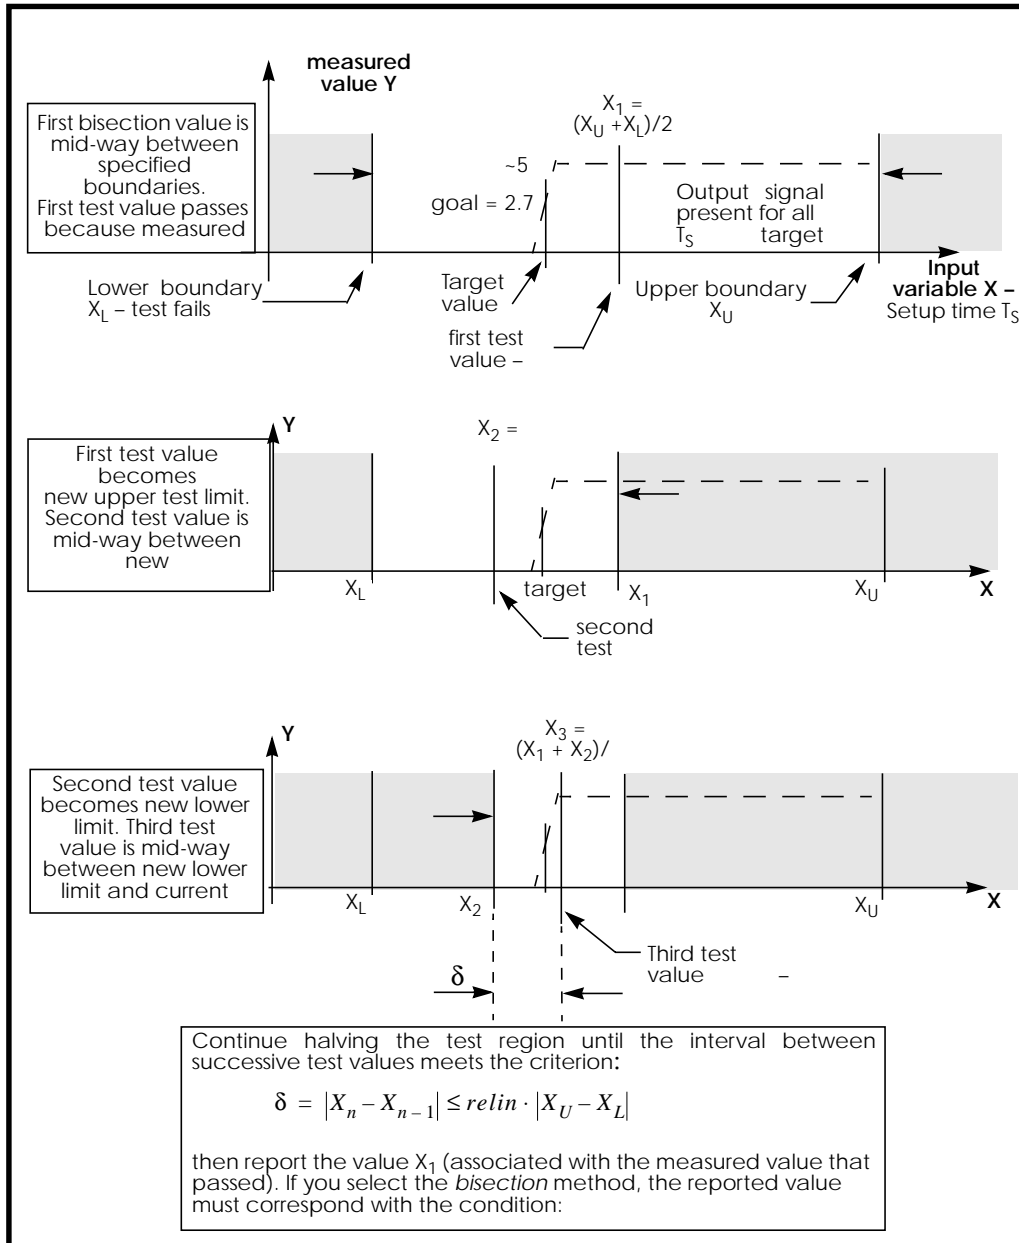 measured
value Y
First bisection value is
mid-way between
specified
boundaries.
First test value passes
because measured
X1 =
(XU +XL)/2
~5
goal = 2.7
Output signal
present for all
TS target
Lower boundary
XL – test fails
Target
value
first test
value –
Upper boundary
XU
Input
variable X –
Setup time TS
Y
X2 =
First test value
becomes
new upper test limit.
Second test value is
mid-way between
new
XL
target
X1
XU
X
second
test
Y
X3 =
(X1 + X2)/
Second test value
becomes new lower
limit. Third test
value is mid-way
between new lower
limit and current
XL
X2
XU
X
Third test
value –
δ
Continue halving the test region until the interval between
successive test values meets the criterion:
δ = |Xn – Xn – 1| ≤ relin · |XU – XL|
then report the value X1 (associated with the measured value that
passed). If you select the bisection method, the reported value
must correspond with the condition: